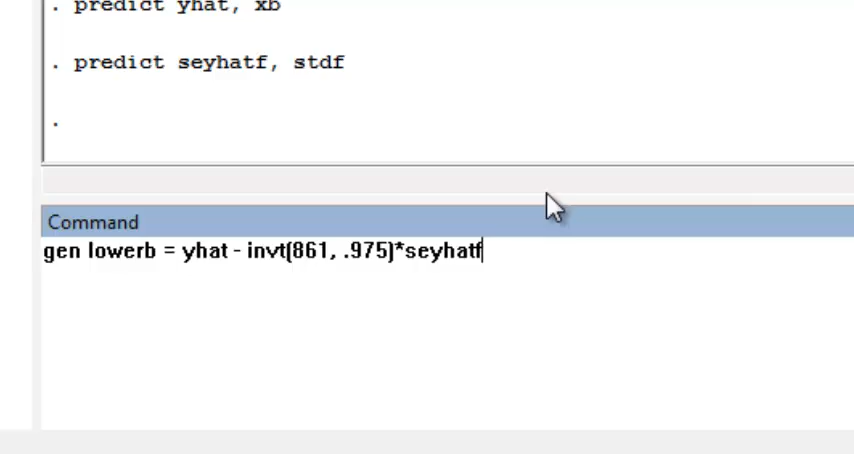 . predict yhat, xb
. predict seyhatf, stdf
.
Command
gen lowerb = yhat - invt(861, .975)*seyhatf